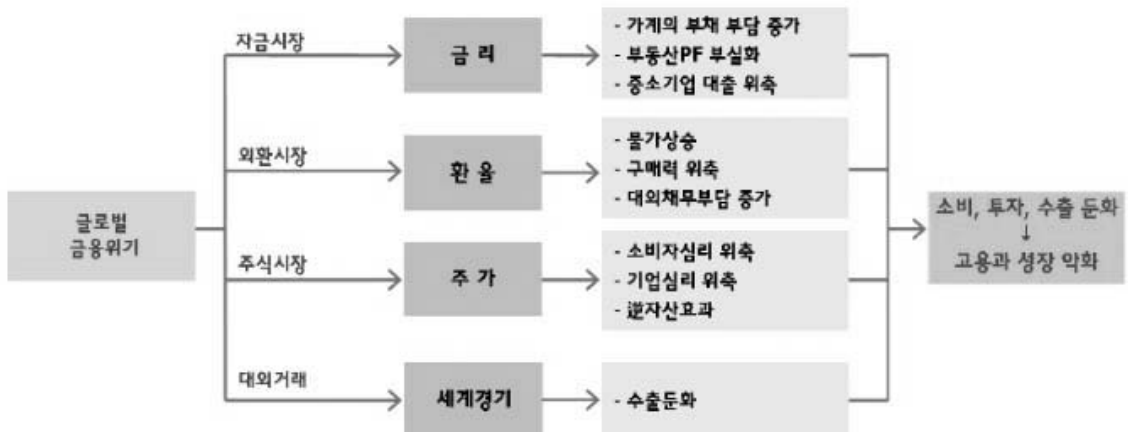 자금시장
금 리
- 가계의 부채 부담 증가
- 부동산PF 부실화
- 중소기업 대출 위축
외환시장
환 율
- 물가상승
- 구매력 위축
- 대외채무부담 증가
글로벌
금융위기
주식시장
주 가
- 소비자심리 위축
- 기업심리 위축
- 逆자산효과
대외거래
세계경기
- 수출둔화
소비, 투자, 수출 둔화
↓
고용과 성장 악화